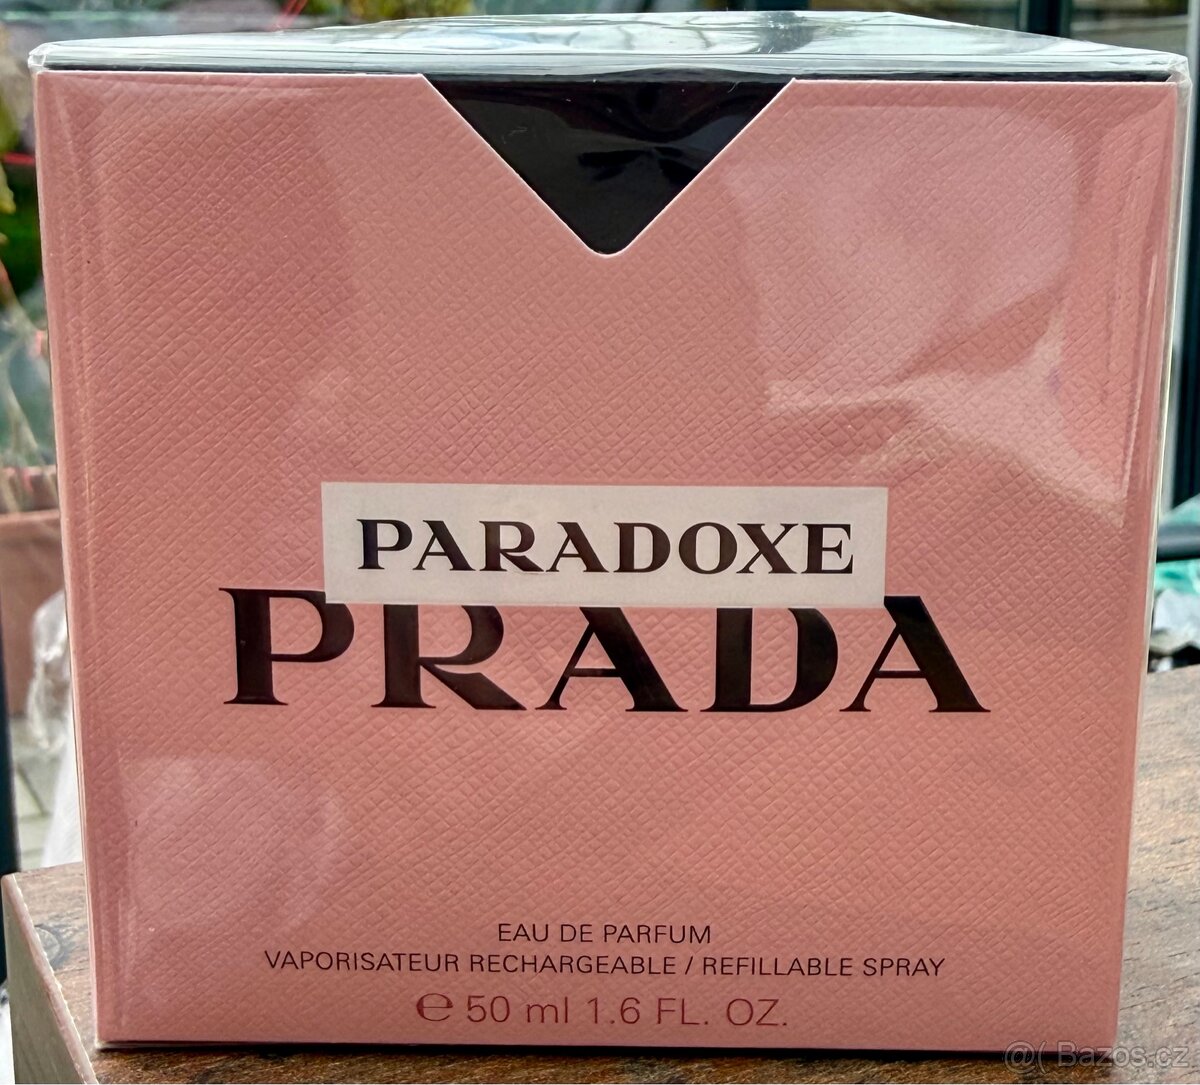 PARADOXE
PRADA
EAU DE PARFUM
VAPORISATEUR RECHARGEABLE / REFILLABLE SPRAY
℮ 50 ml 1.6 FL. OZ.
@( Bazos.cz